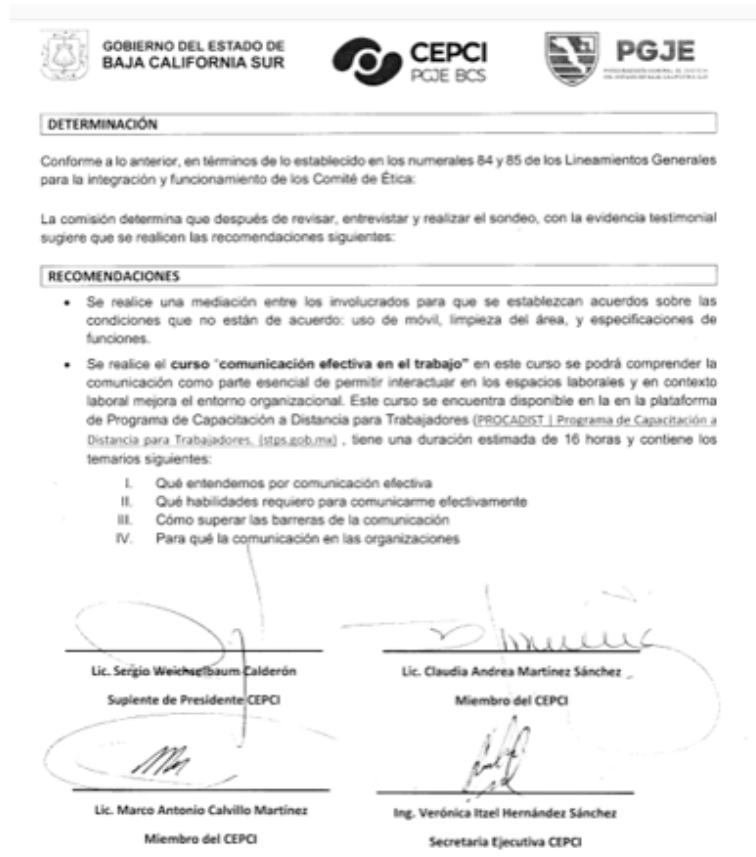 GOBIERNO DEL ESTADO DE
BAJA CALIFORNIA SUR
CEPCI
PGJE BCS
PGJE
DETERMINACIÓN
Conforme a lo anterior, en términos de lo establecido en los numerales 84 y 85 de los Lineamientos Generales
para la integración y funcionamiento de los Comité de Ética:
La comisión determina que después de revisar, entrevistar y realizar el sondeo, con la evidencia testimonial
sugiere que se realicen las recomendaciones siguientes:
RECOMENDACIONES
• Se realice una mediación entre los involucrados para que se establezcan acuerdos sobre las
condiciones que no están de acuerdo: uso de móvil, limpieza del área, y especificaciones de
funciones.
• Se realice el curso "comunicación efectiva en el trabajo" en este curso se podrá comprender la
comunicación como parte esencial de permitir interactuar en los espacios laborales y en contexto
laboral mejora el entorno organizacional. Este curso se encuentra disponible en la en la plataforma
de Programa de Capacitación a Distancia para Trabajadores (PROCADIST | Programa de Capacitación a
Distancia para Trabajadores. (stps.gob.mx) , tiene una duración estimada de 16 horas y contiene los
temarios siguientes:
I. Qué entendemos por comunicación efectiva
II. Qué habilidades requiero para comunicarme efectivamente
III. Cómo superar las barreras de la comunicación
IV. Para qué la comunicación en las organizaciones
Lic. Sergio Weichselbaum Calderón
Suplente de Presidente CEPCI
Lic. Claudia Andrea Martínez Sánchez
Miembro del CEPCI
Lic. Marco Antonio Calvillo Martínez
Miembro del CEPCI
Ing. Verónica Itzel Hernández Sánchez
Secretaria Ejecutiva CEPCI